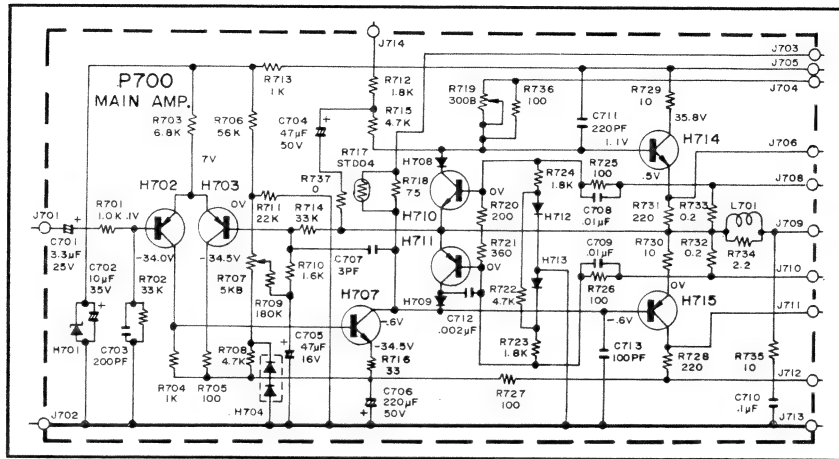 P700
MAIN AMP.
J714
J703
J705
J704
R713
1K
R712
1.8K
R719
300B
R736
100
R729
10
35.8V
R703
6.8K
R706
56K
C704
47µF
50V
R715
4.7K
C711
220PF
1.1V
H714
J706
R717
STD04
7V
H708
R718
75
R724
1.8K
R725
100
.5V
J708
H702
H703
0V
R737
0
H710
0V
R720
200
H712
C708
.01µF
R731
220
R733
0.2
L701
J701
R701
1.0K
.1V
R711
22K
R714
33K
J709
C701
3.3µF
25V
C702
10µF
35V
-34.0V
-34.5V
C707
3PF
H711
R721
360
H713
C709
.01µF
R730
10
R732
0.2
R734
2.2
R702
33K
R707
5KB
R710
1.6K
0V
R726
100
0V
J710
H707
H709
R722
4.7K
H715
R709
180K
-.6V
C712
.002µF
-.6V
J711
H701
C703
200PF
C705
47µF
16V
-34.5V
R723
1.8K
C713
100PF
R728
220
R735
10
R704
1K
R705
100
R708
4.7K
R716
33
J712
H704
C706
220µF
50V
R727
100
C710
.1µF
J702
J713